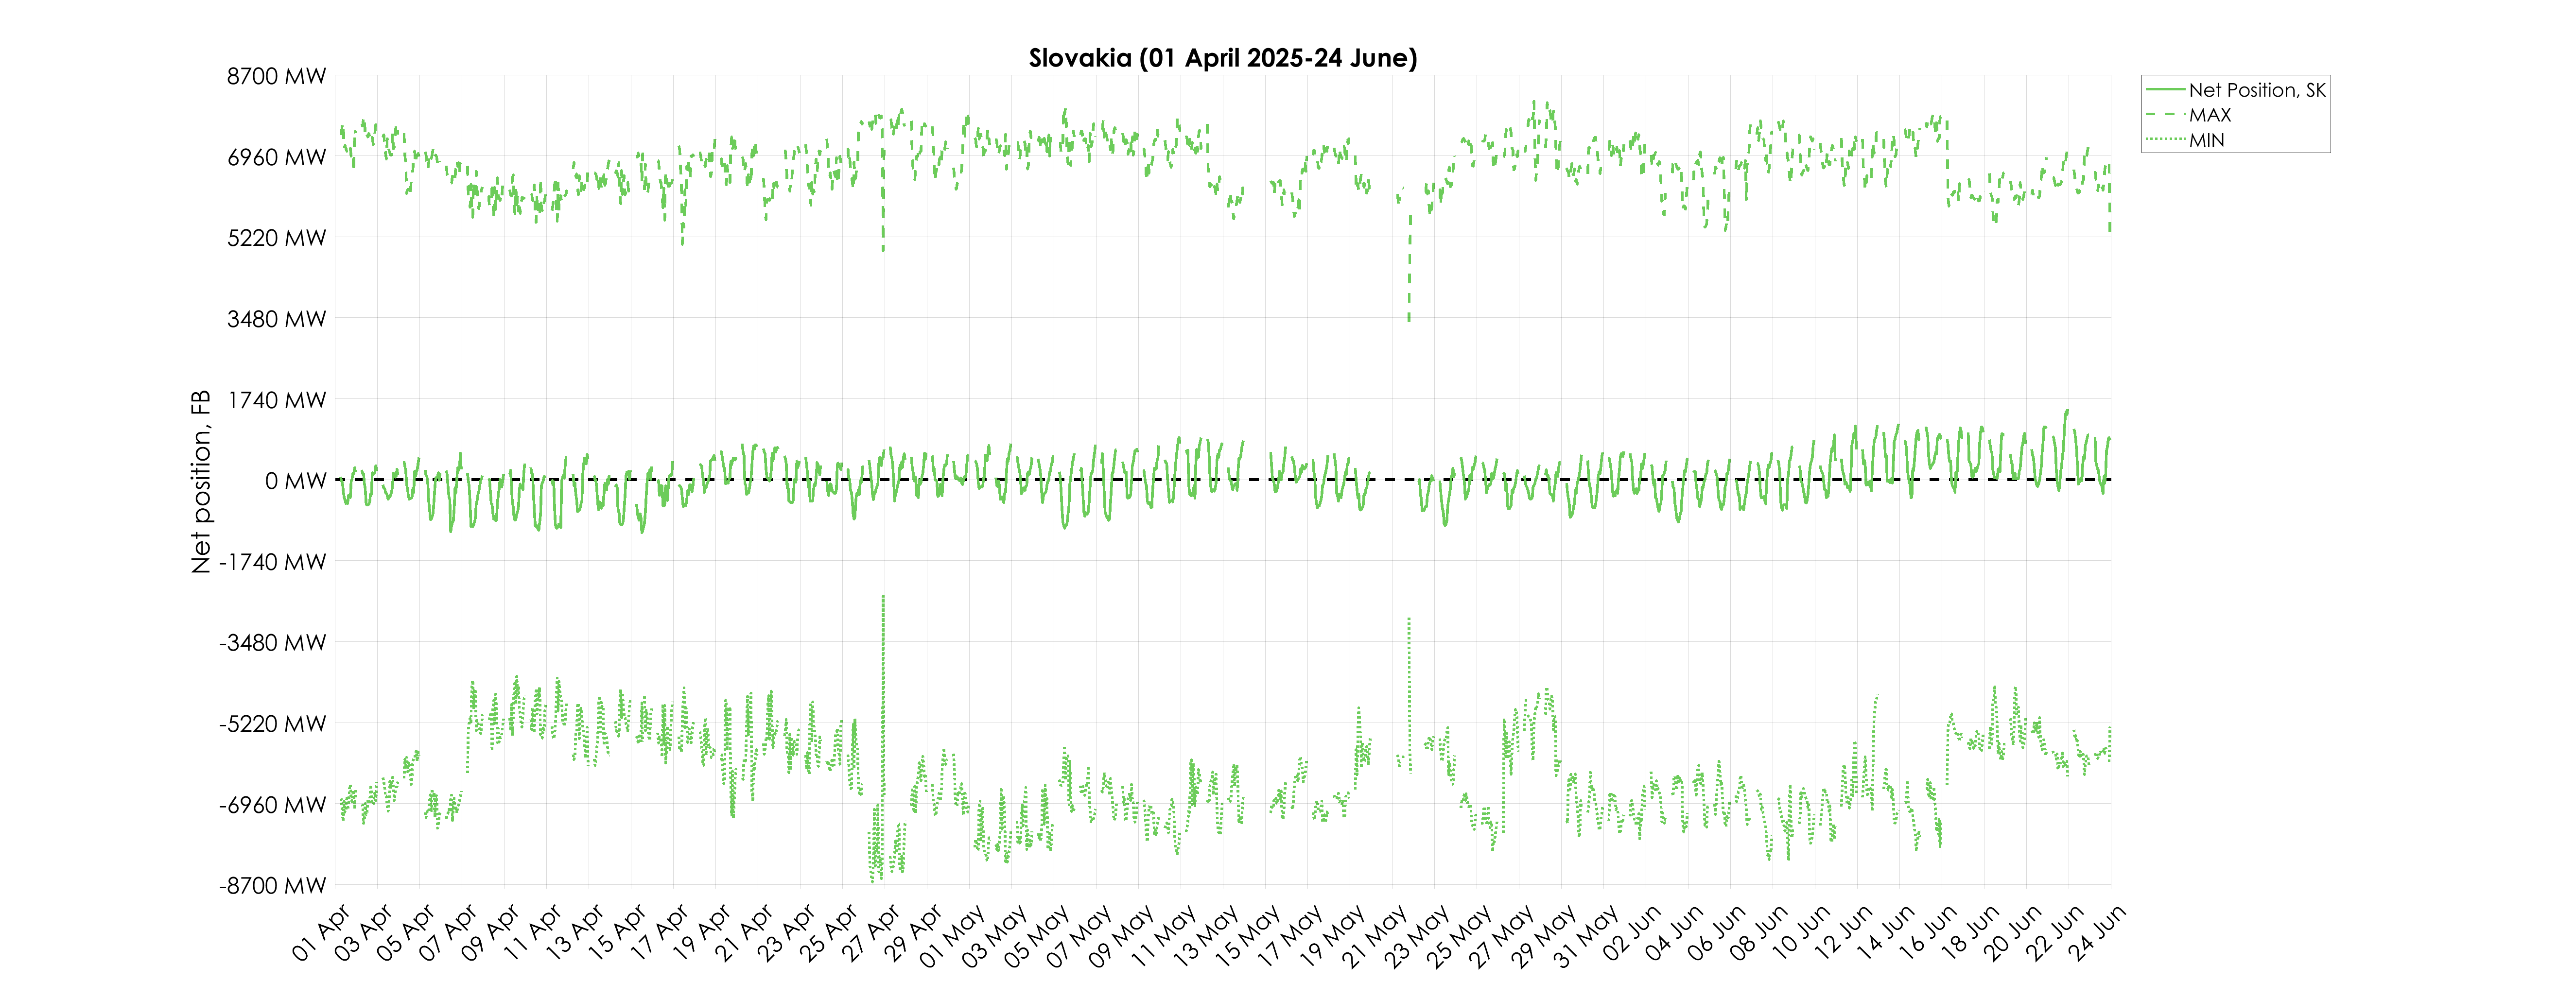 Slovakia (01 April 2025-24 June)
8700 MW
6960 MW
5220 MW
3480 MW
1740 MW
0 MW
-1740 MW
-3480 MW
-5220 MW
-6960 MW
-8700 MW
Net position, FB
Net Position, SK
MAX
MIN
01 Apr
03 Apr
05 Apr
07 Apr
09 Apr
11 Apr
13 Apr
15 Apr
17 Apr
19 Apr
21 Apr
23 Apr
25 Apr
27 Apr
29 Apr
01 May
03 May
05 May
07 May
09 May
11 May
13 May
15 May
17 May
19 May
21 May
23 May
25 May
27 May
29 May
31 May
02 Jun
04 Jun
06 Jun
08 Jun
10 Jun
12 Jun
14 Jun
16 Jun
18 Jun
20 Jun
22 Jun
24 Jun